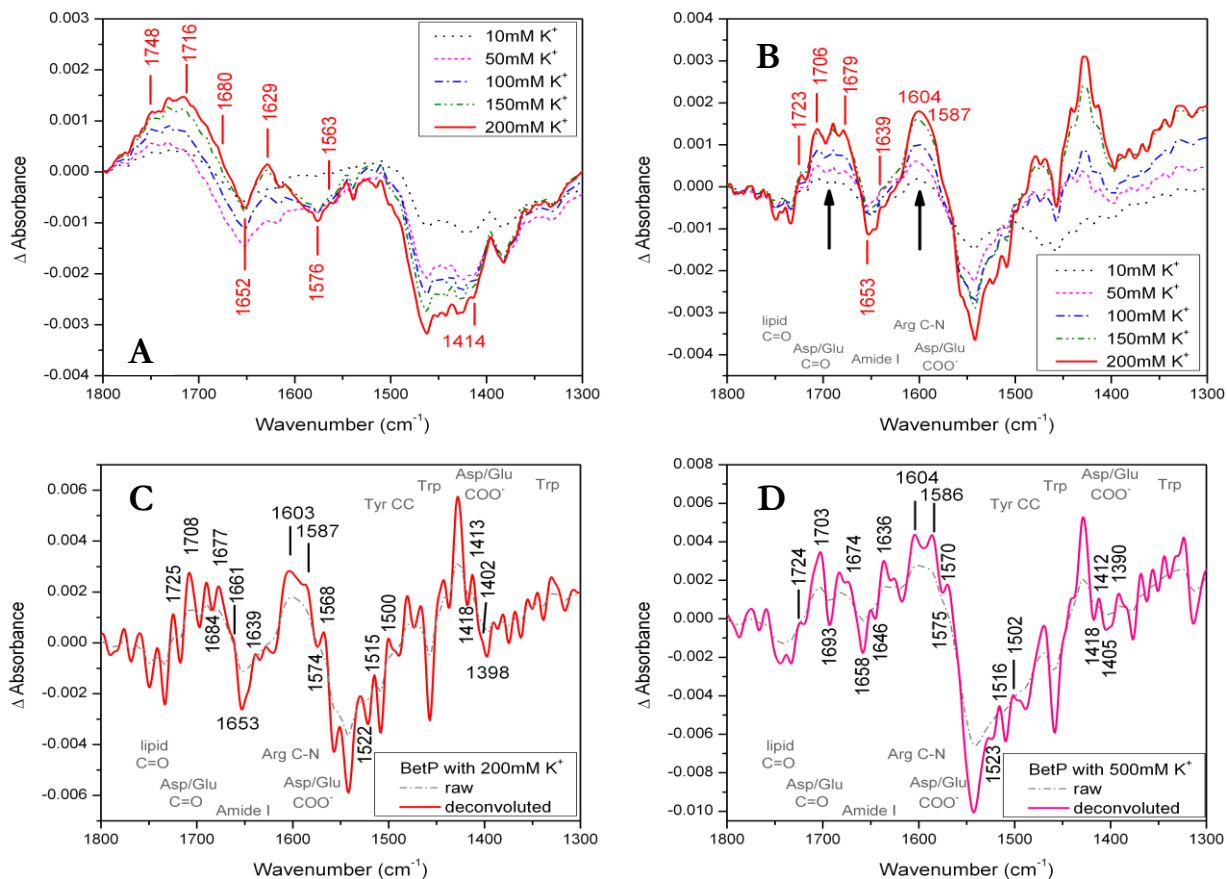 A
0.003
0.002
0.001
0.000
-0.001
-0.002
-0.003
-0.004
Δ Absorbance
1800 1700 1600 1500 1400 1300
Wavenumber (cm⁻¹)
1748
1716
1680
1629
1563
1652
1576
1414
10mM K⁺
50mM K⁺
100mM K⁺
150mM K⁺
200mM K⁺
B
0.004
0.003
0.002
0.001
0.000
-0.001
-0.002
-0.003
-0.004
Δ Absorbance
1800 1700 1600 1500 1400 1300
Wavenumber (cm⁻¹)
1723
1706
1679
1639
1604
1587
1653
lipid
C=O
Asp/Glu
C=O
Amide I
Arg C-N
Asp/Glu
COO⁻
10mM K⁺
50mM K⁺
100mM K⁺
150mM K⁺
200mM K⁺
C
0.006
0.004
0.002
0.000
-0.002
-0.004
-0.006
Δ Absorbance
1800 1700 1600 1500 1400 1300
Wavenumber (cm⁻¹)
1725
1708
1684
1677
1661
1639
1653
1603
1587
1574
1568
1522
1515
1500
1418
1413
1402
1398
Tyr CC
Trp
Asp/Glu
COO⁻
Trp
lipid
C=O
Asp/Glu
C=O
Amide I
Arg C-N
Asp/Glu
COO⁻
BetP with 200mM K⁺
raw
deconvoluted
D
0.008
0.006
0.004
0.002
0.000
-0.002
-0.004
-0.006
-0.008
-0.010
Δ Absorbance
1800 1700 1600 1500 1400 1300
Wavenumber (cm⁻¹)
1724
1703
1693
1674
1658
1646
1636
1604
1586
1575
1570
1523
1516
1502
1418
1412
1405
1390
Tyr CC
Trp
Asp/Glu
COO⁻
Trp
lipid
C=O
Asp/Glu
C=O
Amide I
Arg C-N
Asp/Glu
COO⁻
BetP with 500mM K⁺
raw
deconvoluted